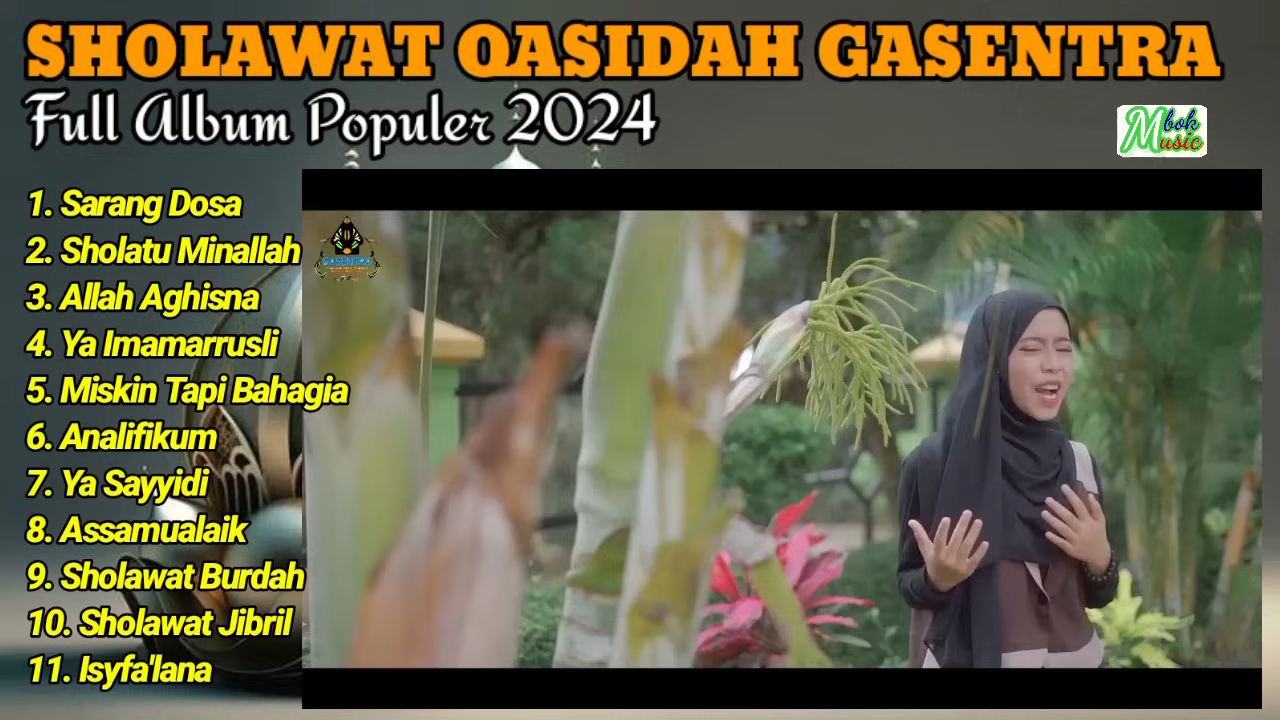 SHOLAWAT QASIDAH GASENTRA
Full Album Populer 2024
Mbok
Music
1. Sarang Dosa
2. Sholatu Minallah
3. Allah Aghisna
4. Ya Imamarrusli
5. Miskin Tapi Bahagia
6. Analifikum
7. Ya Sayyidi
8. Assamualaik
9. Sholawat Burdah
10. Sholawat Jibril
11. Isyfa'lana
GASENTRA